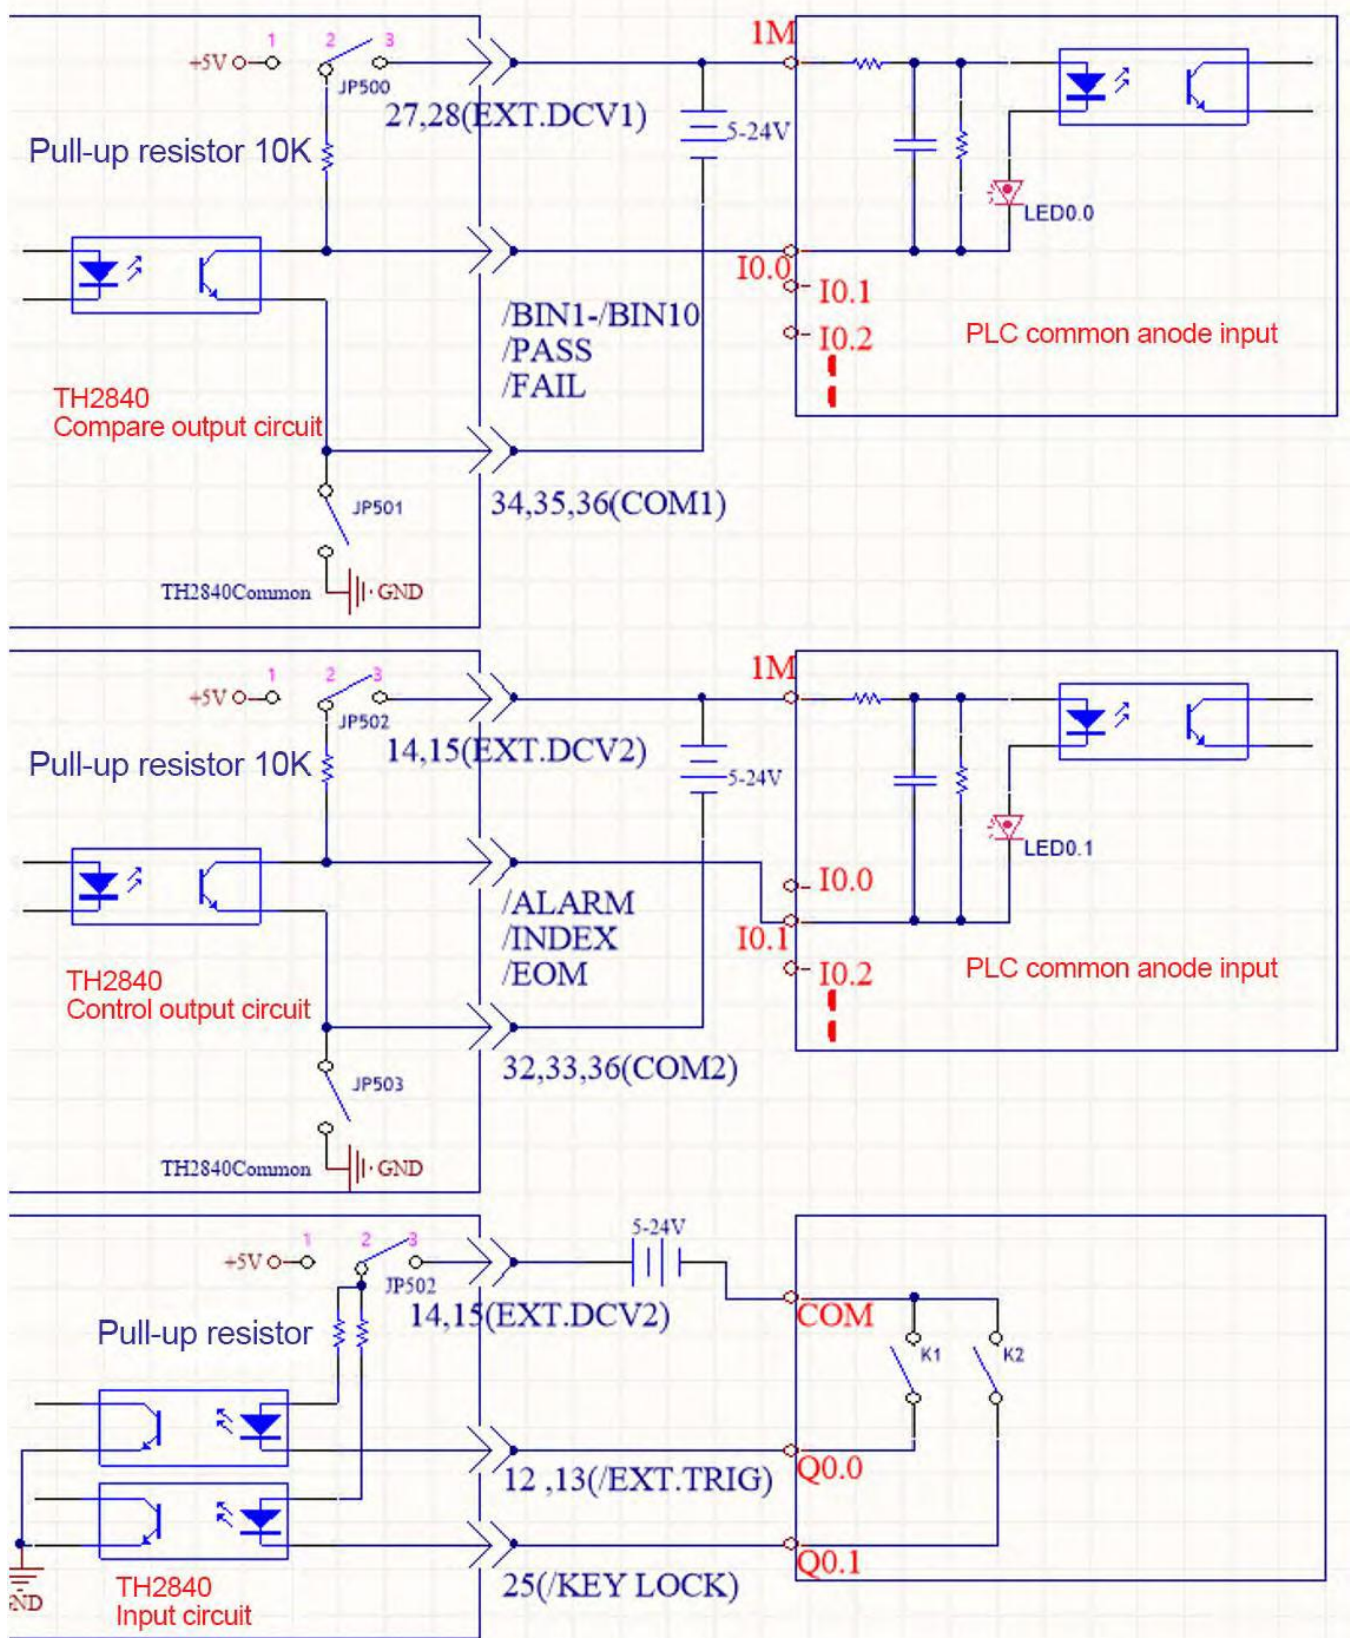 1M
1 2 3
+5V
JP500
27,28(EXT.DCV1)
5-24V
Pull-up resistor 10K
LED0.0
I0.0
I0.1
I0.2
PLC common anode input
/BIN1-/BIN10
/PASS
/FAIL
TH2840
Compare output circuit
34,35,36(COM1)
JP501
TH2840Common
GND
1M
1 2 3
+5V
JP502
14,15(EXT.DCV2)
5-24V
Pull-up resistor 10K
LED0.1
I0.0
I0.1
I0.2
PLC common anode input
/ALARM
/INDEX
/EOM
TH2840
Control output circuit
32,33,36(COM2)
JP503
TH2840Common
GND
5-24V
1 2 3
+5V
JP502
14,15(EXT.DCV2)
COM
Pull-up resistor
K1
K2
12 ,13(/EXT.TRIG)
Q0.0
Q0.1
25(/KEY LOCK)
TH2840
Input circuit
ND